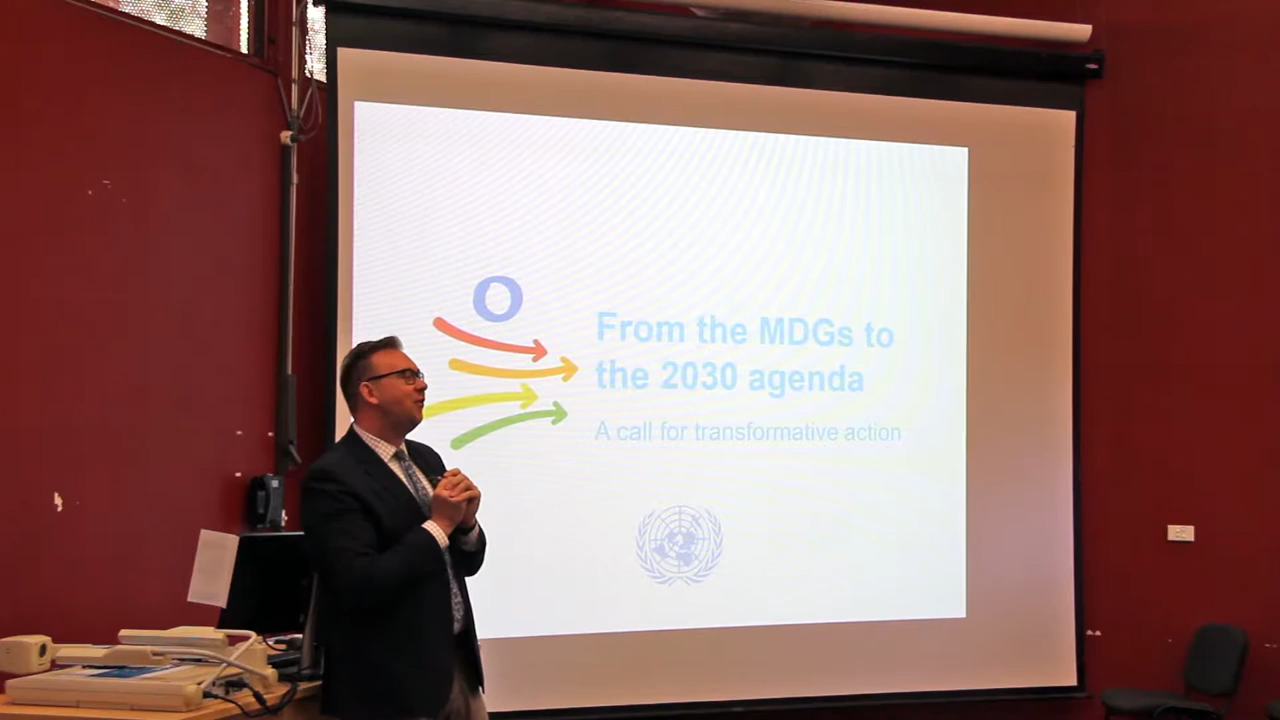 From the MDGs to
the 2030 agenda
A call for transformative action